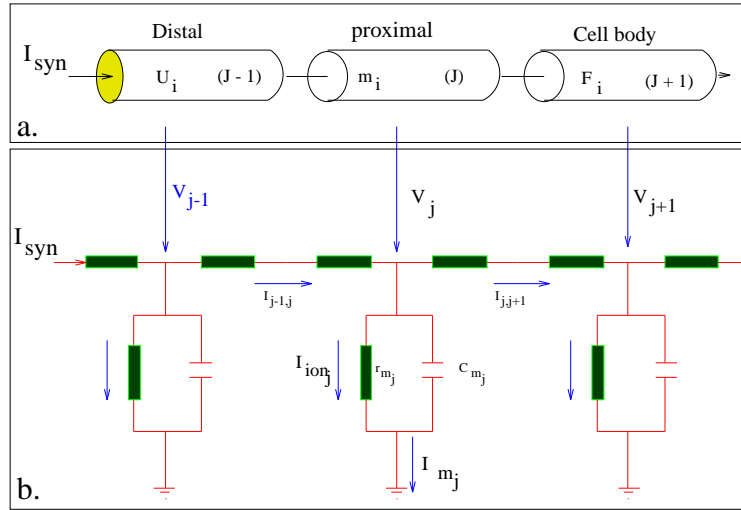 Distal proximal Cell body
I syn U i (J - 1) m i (J) F i (J + 1)
a.
V j-1 V j V j+1
I syn
I j-1,j I j,j+1
I ion j r m j C m j
I m j
b.